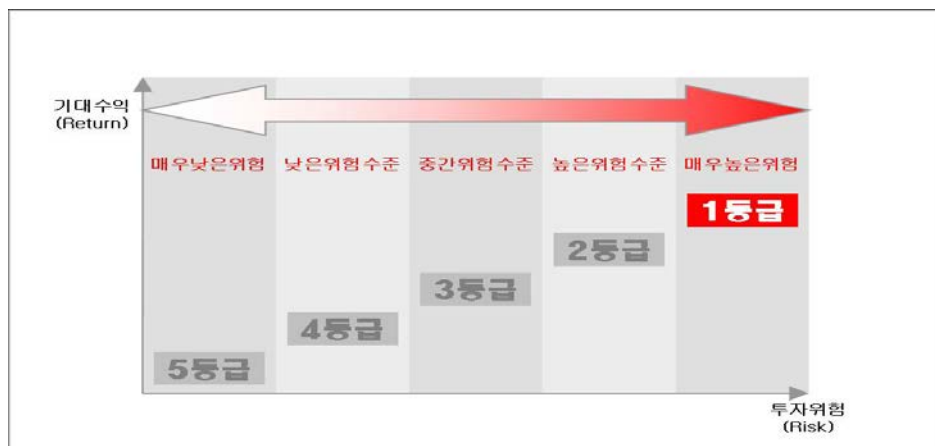 기대수익
(Return)
매우낮은위험 낮은위험수준 중간위험수준 높은위험수준 매우높은위험
1등급
2등급
3등급
4등급
5등급
투자위험
(Risk)